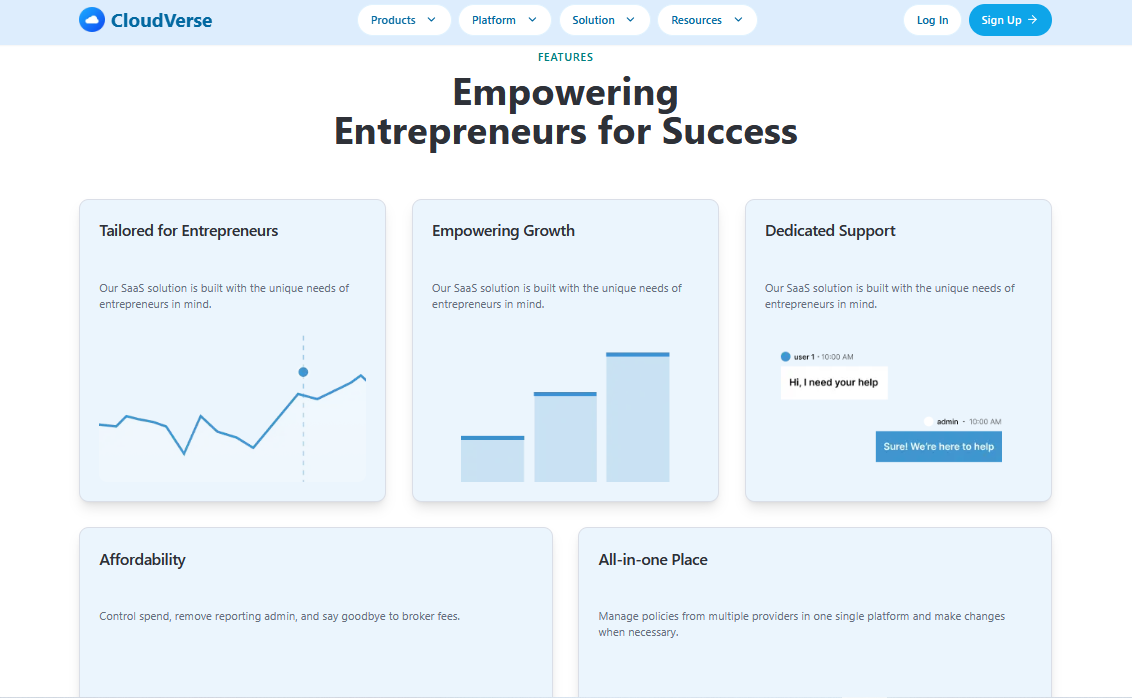 CloudVerse
Products
Platform
Solution
Resources
Log In
Sign Up
FEATURES
Empowering
Entrepreneurs for Success
Tailored for Entrepreneurs
Our SaaS solution is built with the unique needs of
entrepreneurs in mind.
Empowering Growth
Our SaaS solution is built with the unique needs of
entrepreneurs in mind.
Dedicated Support
Our SaaS solution is built with the unique needs of
entrepreneurs in mind.
user 1 · 10:00 AM
Hi, I need your help
admin · 10:00 AM
Sure! We're here to help
Affordability
Control spend, remove reporting admin, and say goodbye to broker fees.
All-in-one Place
Manage policies from multiple providers in one single platform and make changes
when necessary.